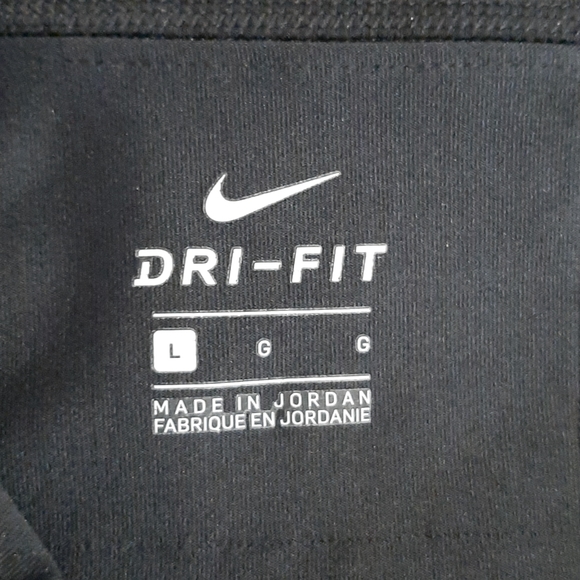 DRI-FIT
L G G
MADE IN JORDAN
FABRIQUE EN JORDANIE